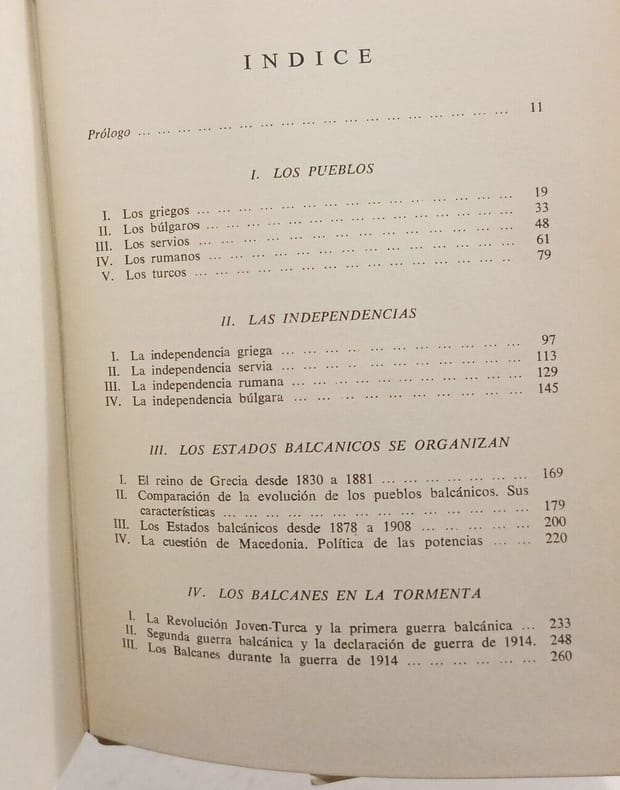 INDICE
Prólogo ... ... ... ... ... ... ... ... ... ... ... ... ... ... ... ... ... ... 11
I. LOS PUEBLOS
I. Los griegos ... ... ... ... ... ... ... ... ... ... ... ... ... ... ... 19
II. Los búlgaros ... ... ... ... ... ... ... ... ... ... ... ... ... ... ... 33
III. Los servios ... ... ... ... ... ... ... ... ... ... ... ... ... ... ... 48
IV. Los rumanos ... ... ... ... ... ... ... ... ... ... ... ... ... ... ... 61
V. Los turcos ... ... ... ... ... ... ... ... ... ... ... ... ... ... .. 79
II. LAS INDEPENDENCIAS
I. La independencia griega ... ... ... .. ... ... ... ... ... ... ... ... 97
II. La independencia servia ... ... ... ... ... ... ... ... ... ... ... ... 113
III. La independencia rumana ... ... ... ... ... ... ... ... ... ... ... 129
IV. La independencia búlgara ... ... .. ... ... ... ... ... ... ... ... 145
III. LOS ESTADOS BALCANICOS SE ORGANIZAN
I. El reino de Grecia desde 1830 a 1881 ... ... ... ... ... ... ... 169
II. Comparación de la evolución de los pueblos balcánicos. Sus
características ... ... ... ... ... ... ... ... ... ... ... ... ... ... ... 179
III. Los Estados balcánicos desde 1878 a 1908 ... ... ... ... ... 200
IV. La cuestión de Macedonia. Política de las potencias ... ... 220
IV. LOS BALCANES EN LA TORMENTA
I. La Revolución Joven-Turca y la primera guerra balcánica ... 233
II. Segunda guerra balcánica y la declaración de guerra de 1914. 248
III. Los Balcanes durante la guerra de 1914 ... ... ... ... ... ... 260